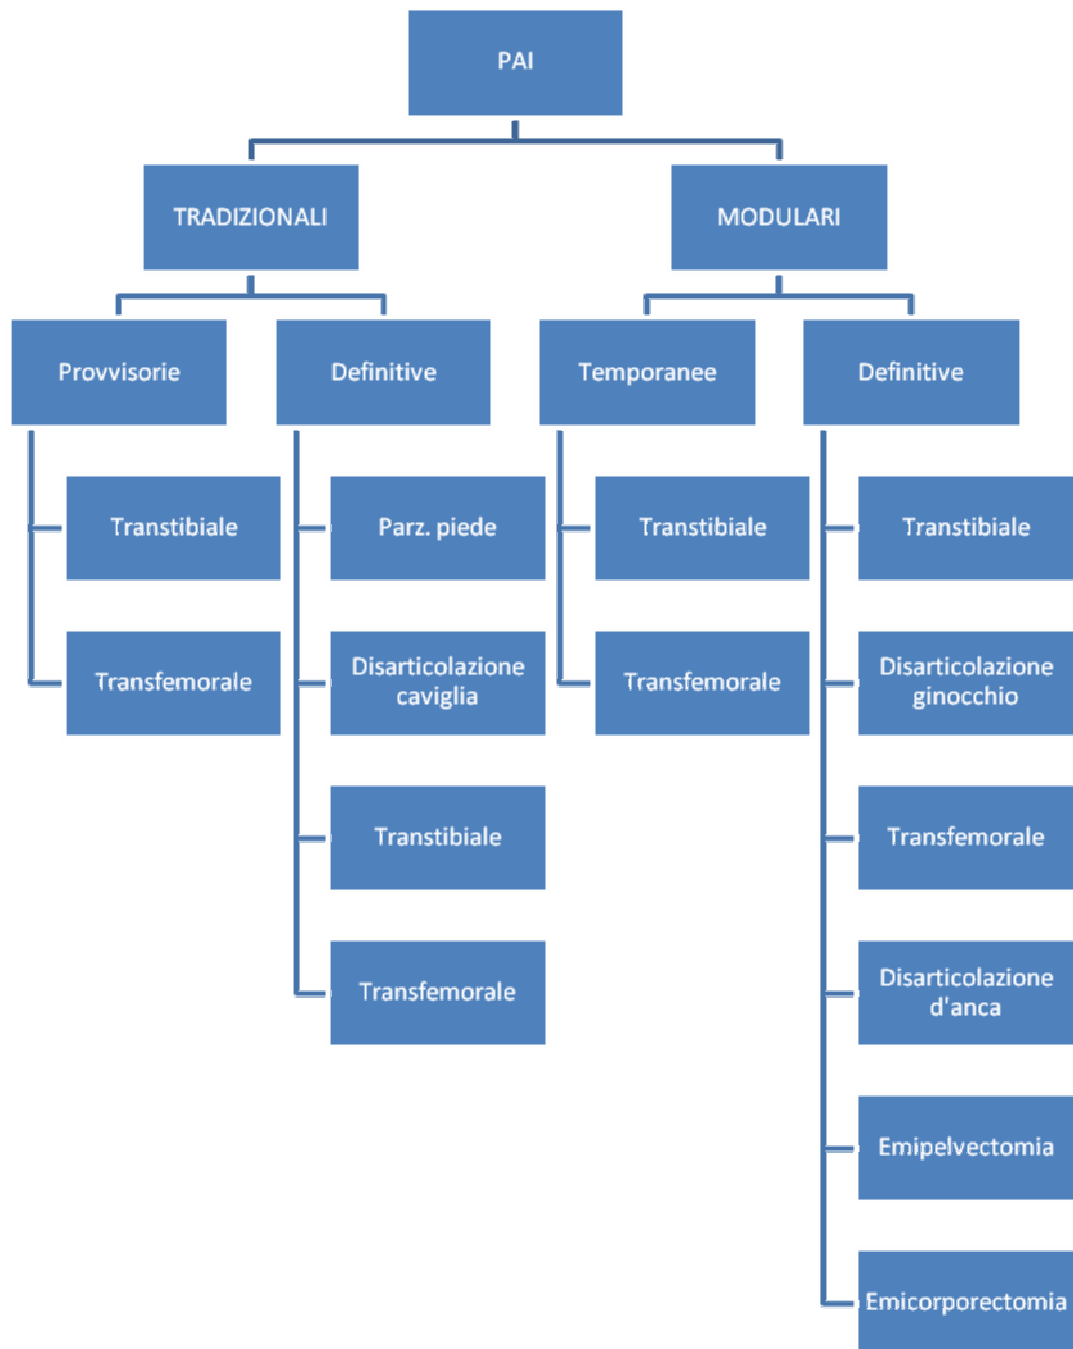 PAI
TRADIZIONALI
MODULARI
Provvisorie
Definitive
Temporanee
Definitive
Transtibiale
Parz. piede
Transtibiale
Transtibiale
Transfemorale
Disarticolazione
caviglia
Transfemorale
Disarticolazione
ginocchio
Transtibiale
Transfemorale
Transfemorale
Disarticolazione
d'anca
Emipelvectomia
Emicorporectomia